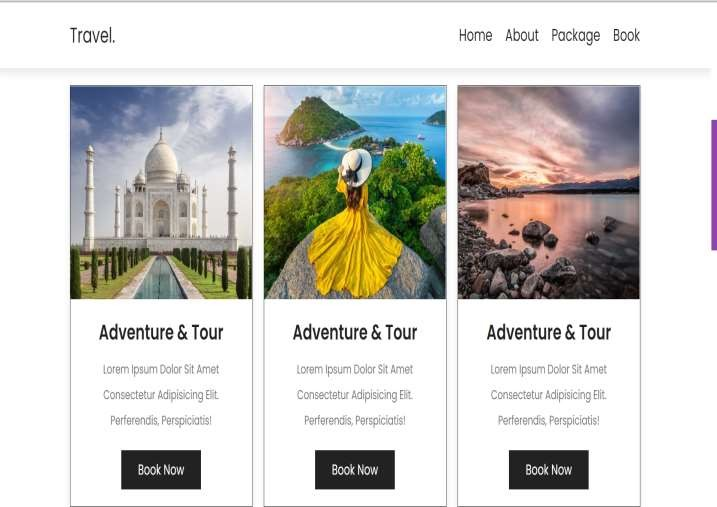 Travel.
Home About Package Book
Adventure & Tour
Lorem Ipsum Dolor Sit Amet
Consectetur Adipisicing Elit.
Perferendis, Perspiciatis!
Book Now
Adventure & Tour
Lorem Ipsum Dolor Sit Amet
Consectetur Adipisicing Elit.
Perferendis, Perspiciatis!
Book Now
Adventure & Tour
Lorem Ipsum Dolor Sit Amet
Consectetur Adipisicing Elit.
Perferendis, Perspiciatis!
Book Now